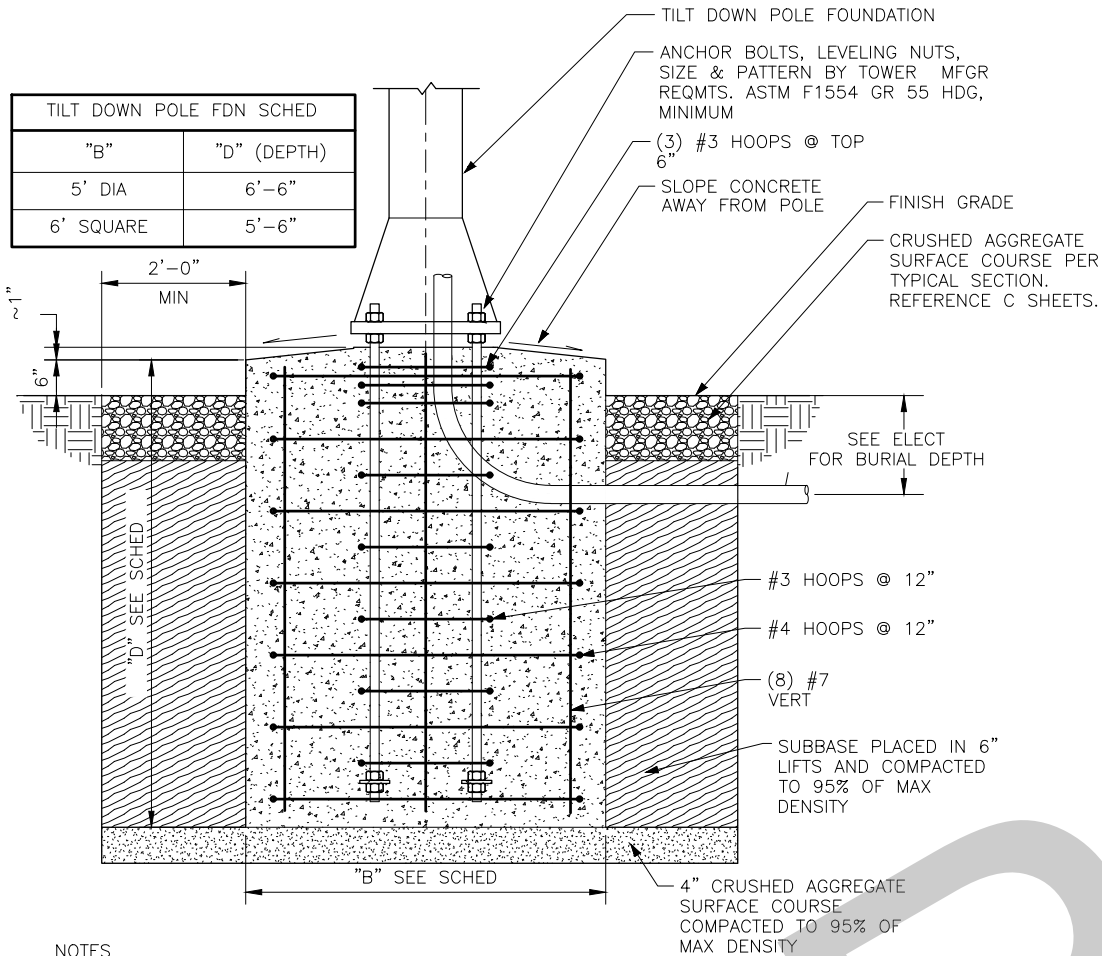 TILT DOWN POLE FOUNDATION
ANCHOR BOLTS, LEVELING NUTS,
SIZE & PATTERN BY TOWER MFGR
REQMTS. ASTM F1554 GR 55 HDG,
MINIMUM
TILT DOWN POLE FDN SCHED
"B" "D" (DEPTH)
5' DIA 6'-6"
6' SQUARE 5'-6"
(3) #3 HOOPS @ TOP
6"
SLOPE CONCRETE
AWAY FROM POLE
FINISH GRADE
CRUSHED AGGREGATE
SURFACE COURSE PER
TYPICAL SECTION.
REFERENCE C SHEETS.
2'-0"
MIN
~1"
6"
SEE ELECT
FOR BURIAL DEPTH
"D" SEE SCHED
#3 HOOPS @ 12"
#4 HOOPS @ 12"
(8) #7
VERT
SUBBASE PLACED IN 6"
LIFTS AND COMPACTED
TO 95% OF MAX
DENSITY
"B" SEE SCHED
4" CRUSHED AGGREGATE
SURFACE COURSE
COMPACTED TO 95% OF
MAX DENSITY
NOTES